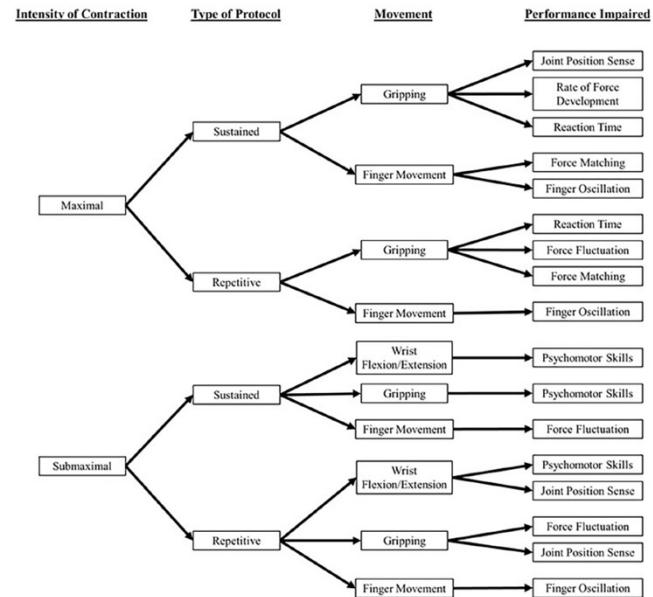 Intensity of Contraction
Type of Protocol
Movement
Performance Impaired
Maximal
Sustained
Gripping
Joint Position Sense
Rate of Force
Development
Reaction Time
Finger Movement
Force Matching
Finger Oscillation
Repetitive
Gripping
Reaction Time
Force Fluctuation
Force Matching
Finger Movement
Finger Oscillation
Submaximal
Sustained
Wrist
Flexion/Extension
Psychomotor Skills
Gripping
Psychomotor Skills
Finger Movement
Force Fluctuation
Repetitive
Wrist
Flexion/Extension
Psychomotor Skills
Joint Position Sense
Gripping
Force Fluctuation
Joint Position Sense
Finger Movement
Finger Oscillation